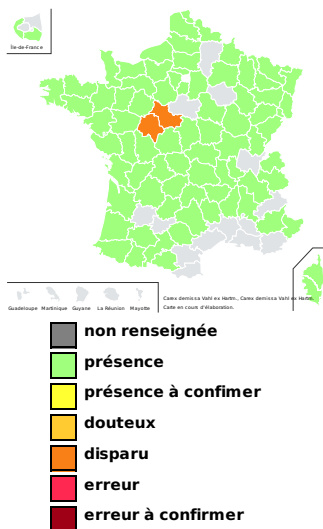 Île-de-France
Guadeloupe Martinique Guyane La Réunion Mayotte
Carex demissa Vahl ex Hartm., Carex demissa Vahl ex Hartm.
Carte en cours d'élaboration.
non renseignée
présence
présence à confimer
douteux
disparu
erreur
erreur à confirmer